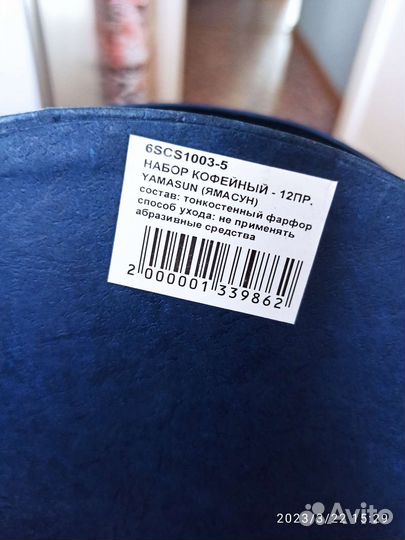 6SCS1003-5
НАБОР КОФЕЙНЫЙ - 12ПР.
YAMASUN (ЯМАСУН)
состав: тонкостенный фарфор
способ ухода: не применять
абразивные средства
2 000001 339862
2023/3/22 15:29
Avito